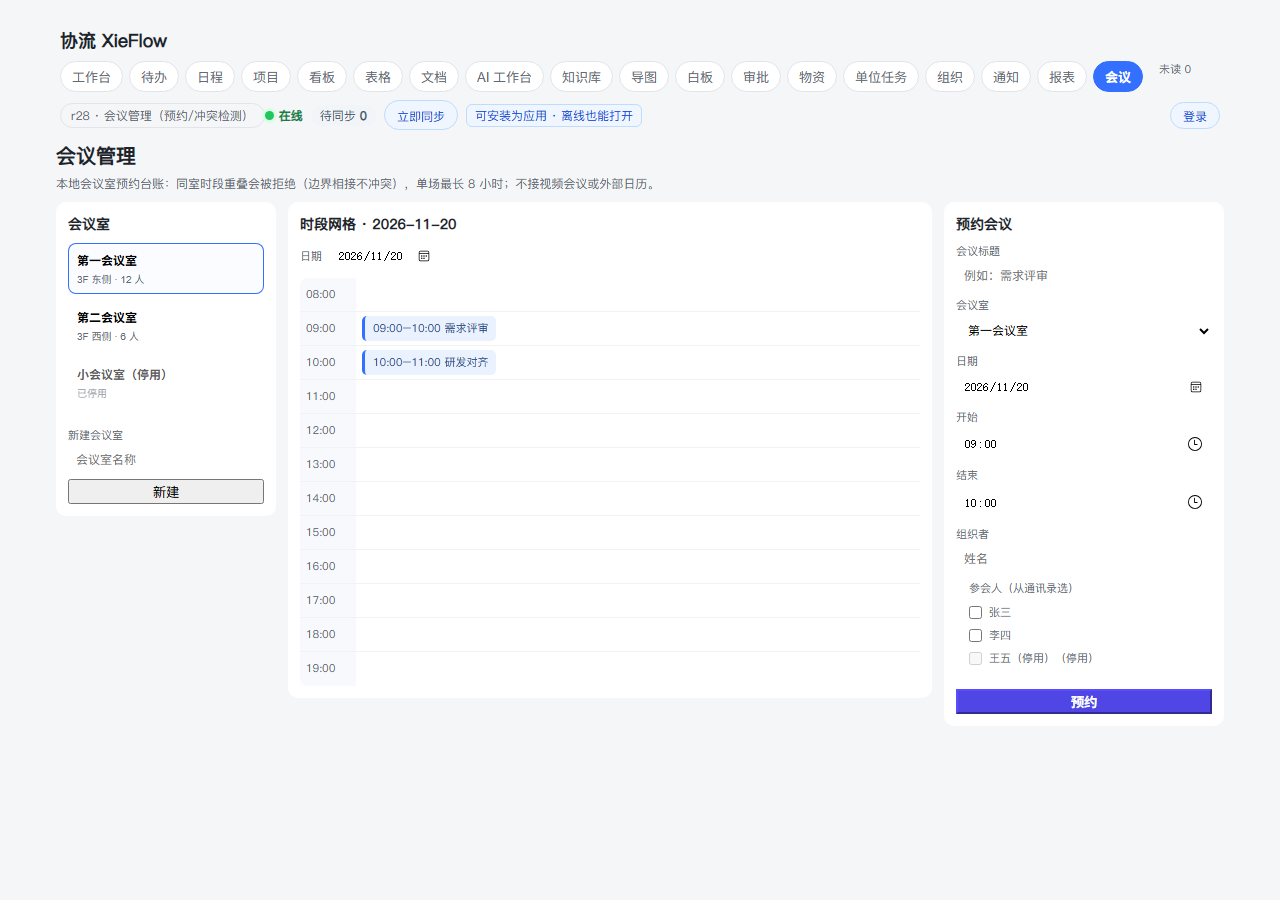 协流 XieFlow
工作台 待办 日程 项目 看板 表格 文档 AI 工作台 知识库 导图 白板 审批 物资 单位任务 组织 通知 报表 会议 未读 0
r28 · 会议管理（预约/冲突检测） 在线 待同步 0 立即同步 可安装为应用 · 离线也能打开 登录
会议管理
本地会议室预约台账：同室时段重叠会被拒绝（边界相接不冲突），单场最长 8 小时；不接视频会议或外部日历。
会议室
第一会议室
3F 东侧 · 12 人
第二会议室
3F 西侧 · 6 人
小会议室（停用）
已停用
新建会议室
会议室名称
新建
时段网格 · 2026-11-20
日期 2026/11/20
08:00
09:00 09:00–10:00 需求评审
10:00 10:00–11:00 研发对齐
11:00
12:00
13:00
14:00
15:00
16:00
17:00
18:00
19:00
预约会议
会议标题
例如：需求评审
会议室
第一会议室
日期
2026/11/20
开始
09:00
结束
10:00
组织者
姓名
参会人（从通讯录选）
张三
李四
王五（停用）（停用）
预约